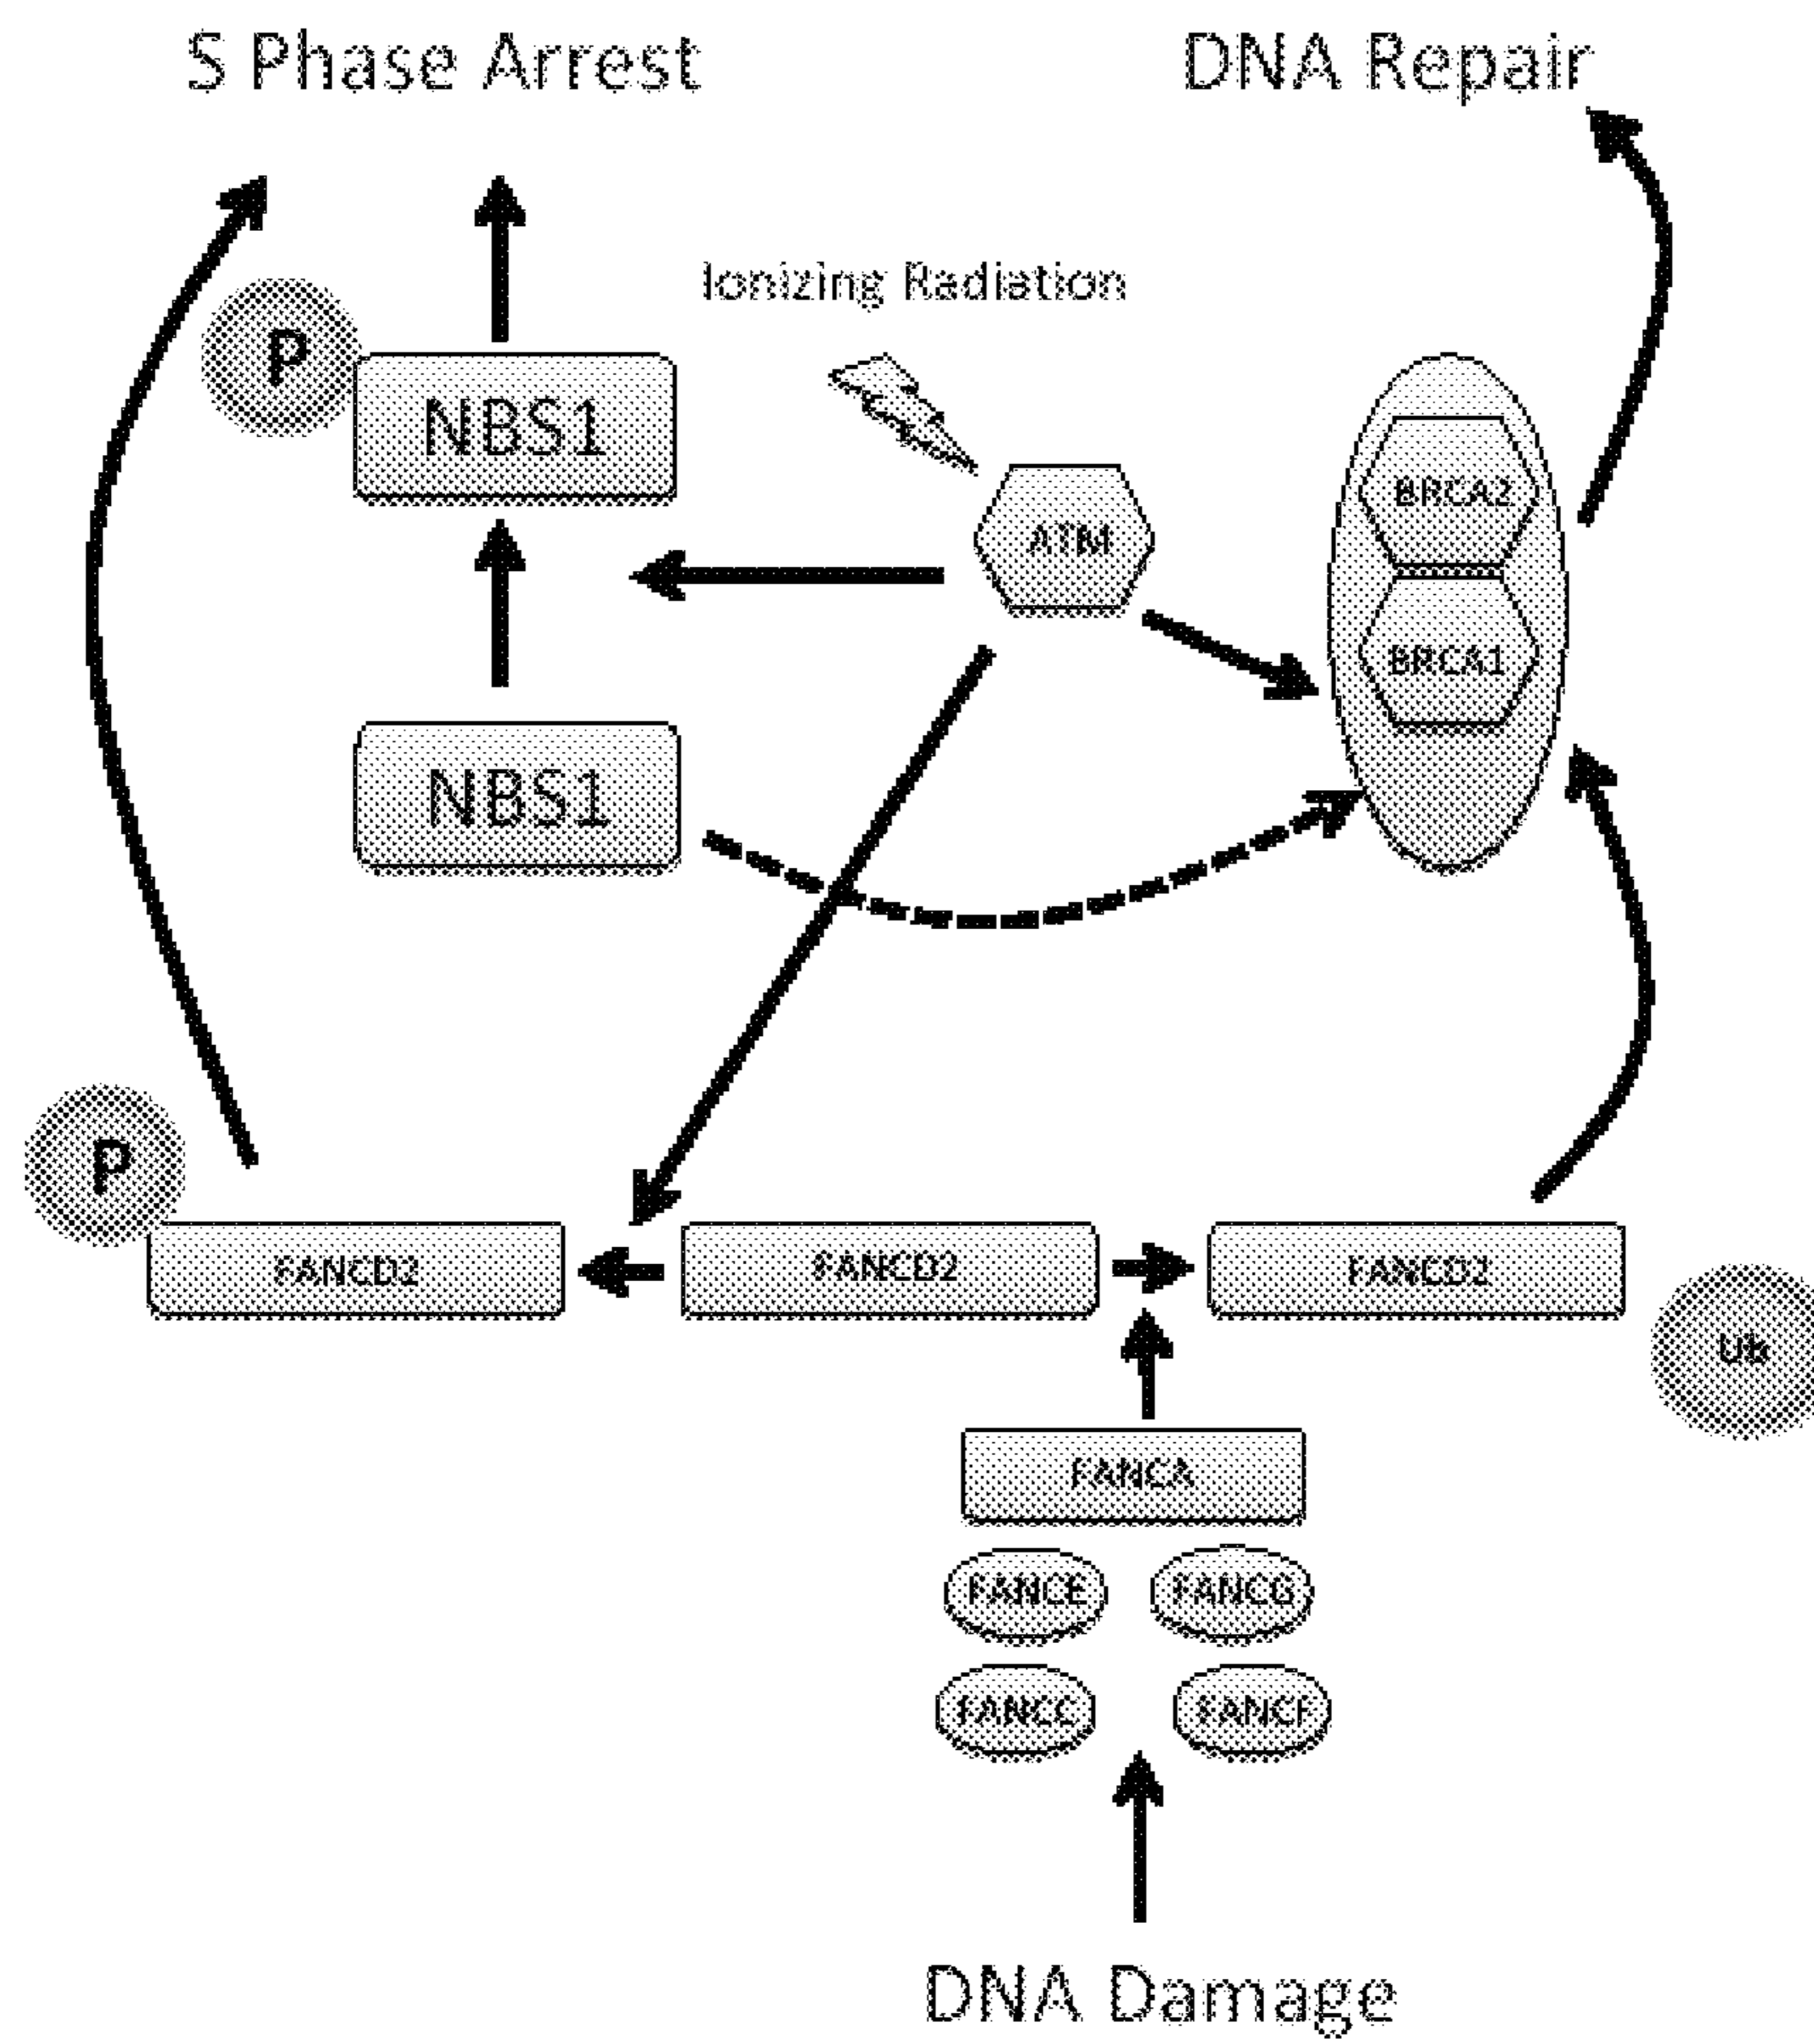 S Phase Arrest
DNA Repair
Ionizing Radiation
P
NBS1
BRCA2
ATM
BRCA1
NBS1
P
FANCD2
FANCD2
FANCD2
Ub
FANCA
FANCE
FANCG
FANCC
FANCF
DNA Damage